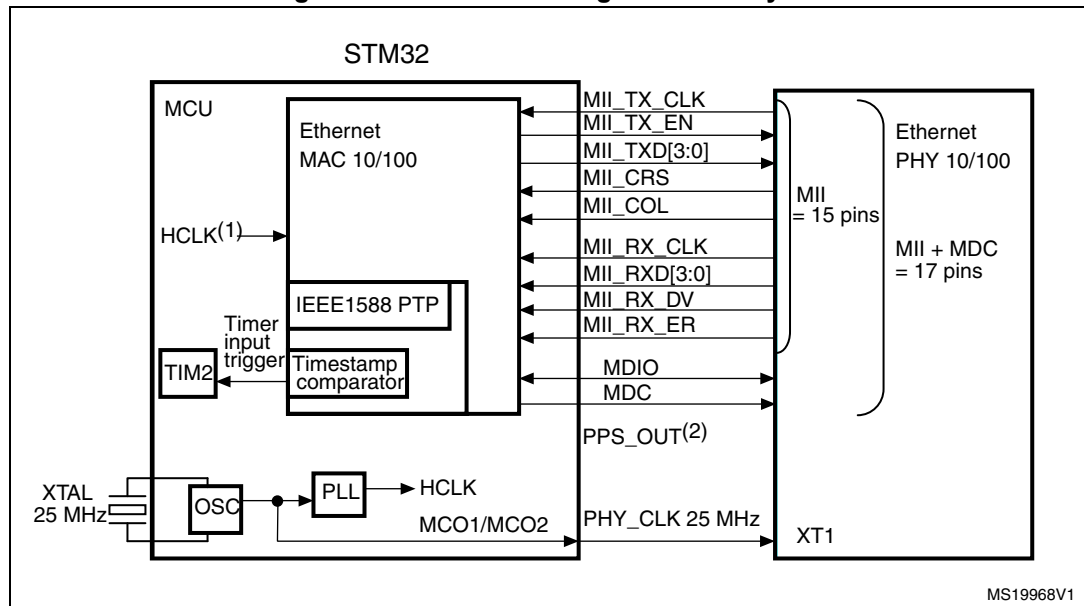 STM32
MCU
Ethernet
MAC 10/100
HCLK(1)
IEEE1588 PTP
Timer
input
trigger
TIM2
Timestamp
comparator
XTAL
25 MHz
OSC
PLL
HCLK
MCO1/MCO2
MII_TX_CLK
MII_TX_EN
MII_TXD[3:0]
MII_CRS
MII_COL
MII_RX_CLK
MII_RXD[3:0]
MII_RX_DV
MII_RX_ER
MDIO
MDC
PPS_OUT(2)
PHY_CLK 25 MHz
XT1
MII
= 15 pins
Ethernet
PHY 10/100
MII + MDC
= 17 pins
MS19968V1